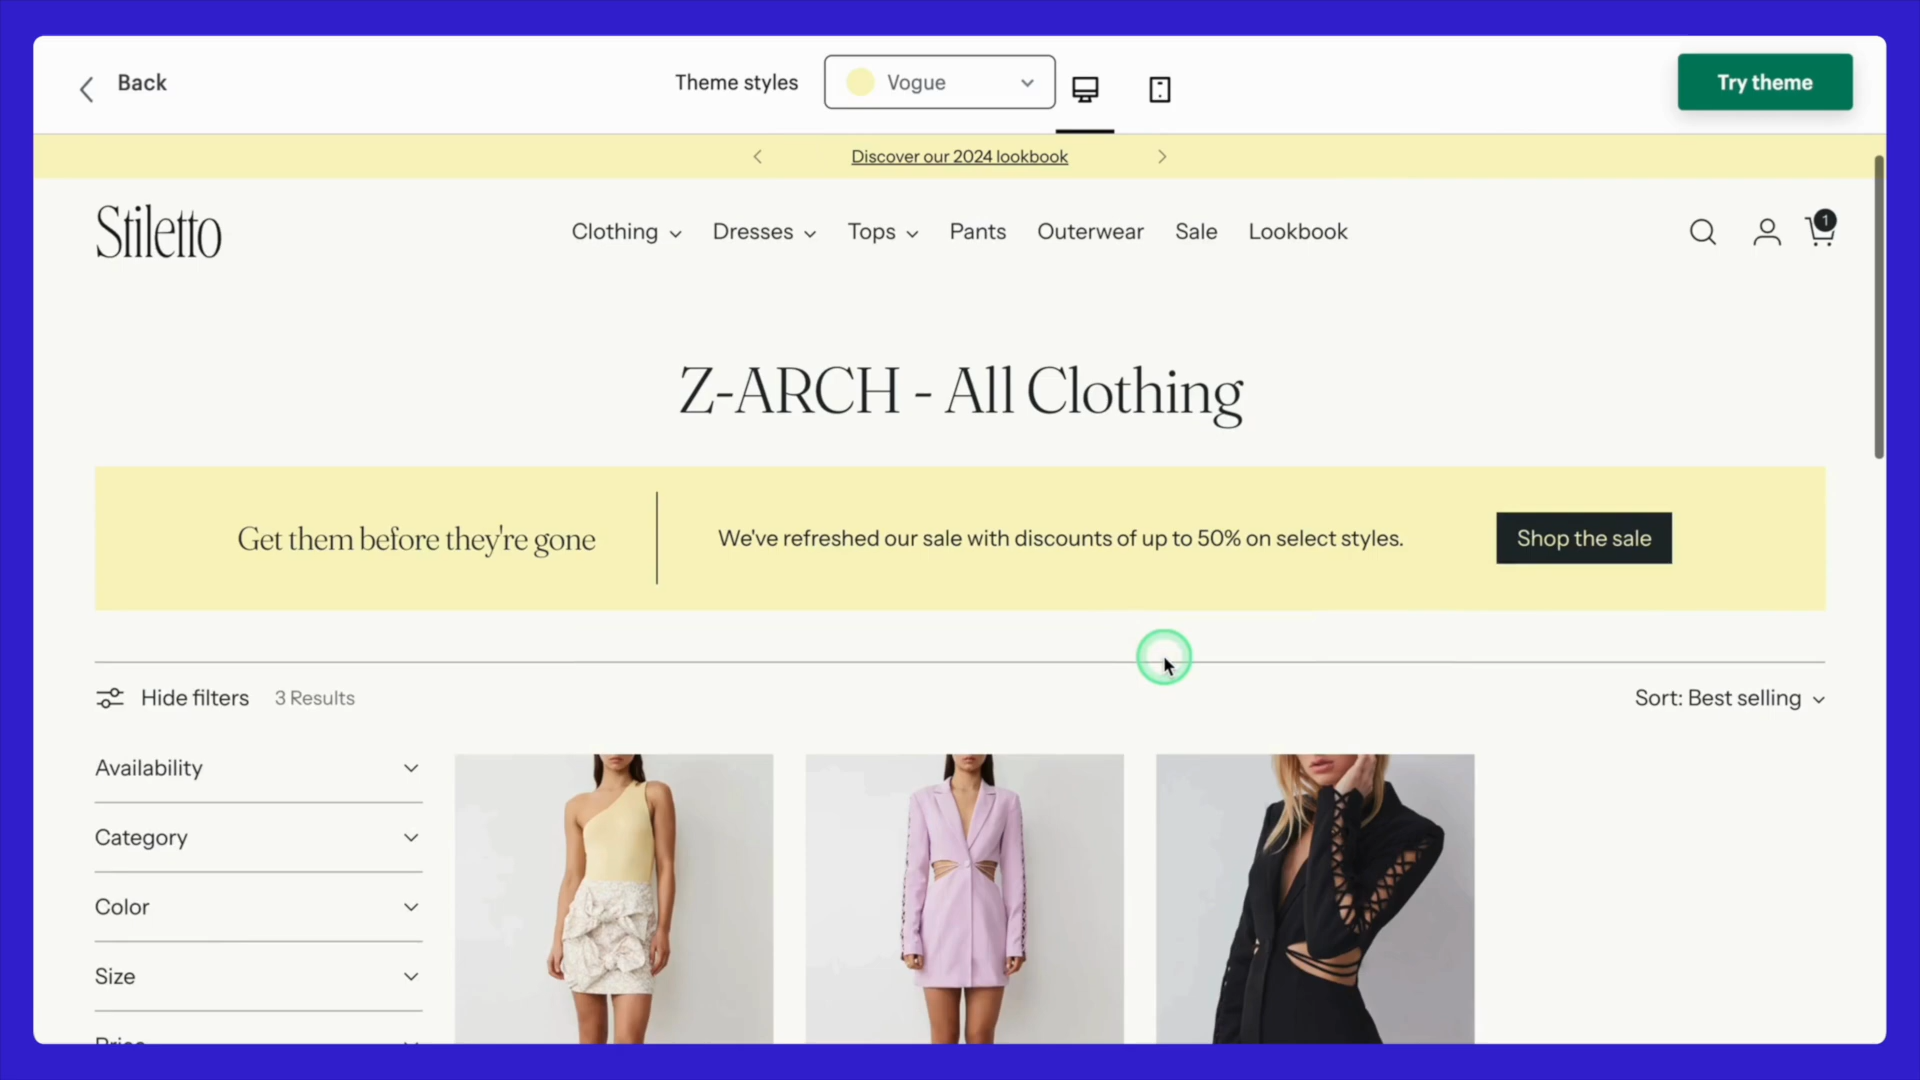 Back
Theme styles
Vogue
Try theme
Discover our 2024 lookbook
Stiletto
Clothing
Dresses
Tops
Pants
Outerwear
Sale
Lookbook
1
Z-ARCH - All Clothing
Get them before they're gone
We've refreshed our sale with discounts of up to 50% on select styles.
Shop the sale
Hide filters
3 Results
Sort: Best selling
Availability
Category
Color
Size
Price